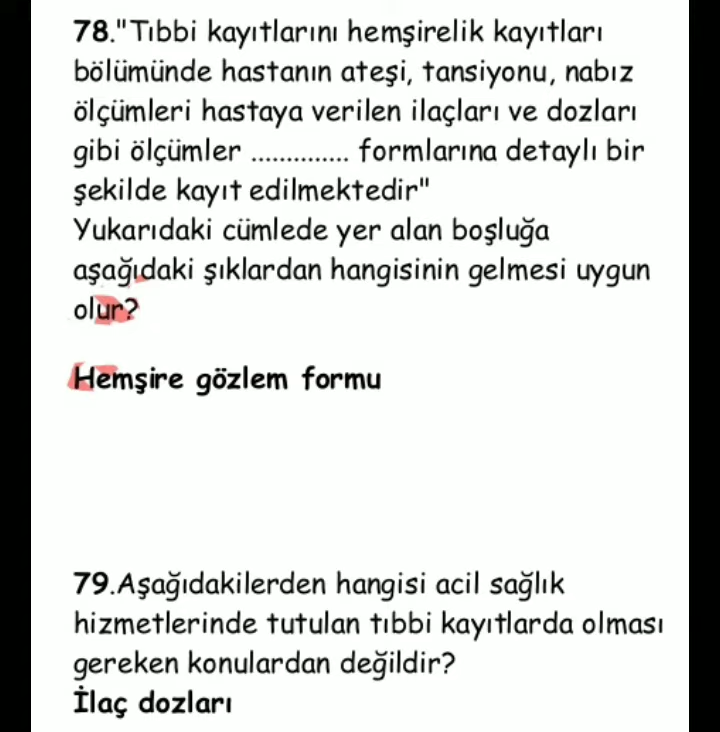 78."Tıbbi kayıtlarını hemşirelik kayıtları
bölümünde hastanın ateşi, tansiyonu, nabız
ölçümleri hastaya verilen ilaçları ve dozları
gibi ölçümler .............. formlarına detaylı bir
şekilde kayıt edilmektedir"
Yukarıdaki cümlede yer alan boşluğa
aşağıdaki şıklardan hangisinin gelmesi uygun
olur?
Hemşire gözlem formu
79.Aşağıdakilerden hangisi acil sağlık
hizmetlerinde tutulan tıbbi kayıtlarda olması
gereken konulardan değildir?
İlaç dozları